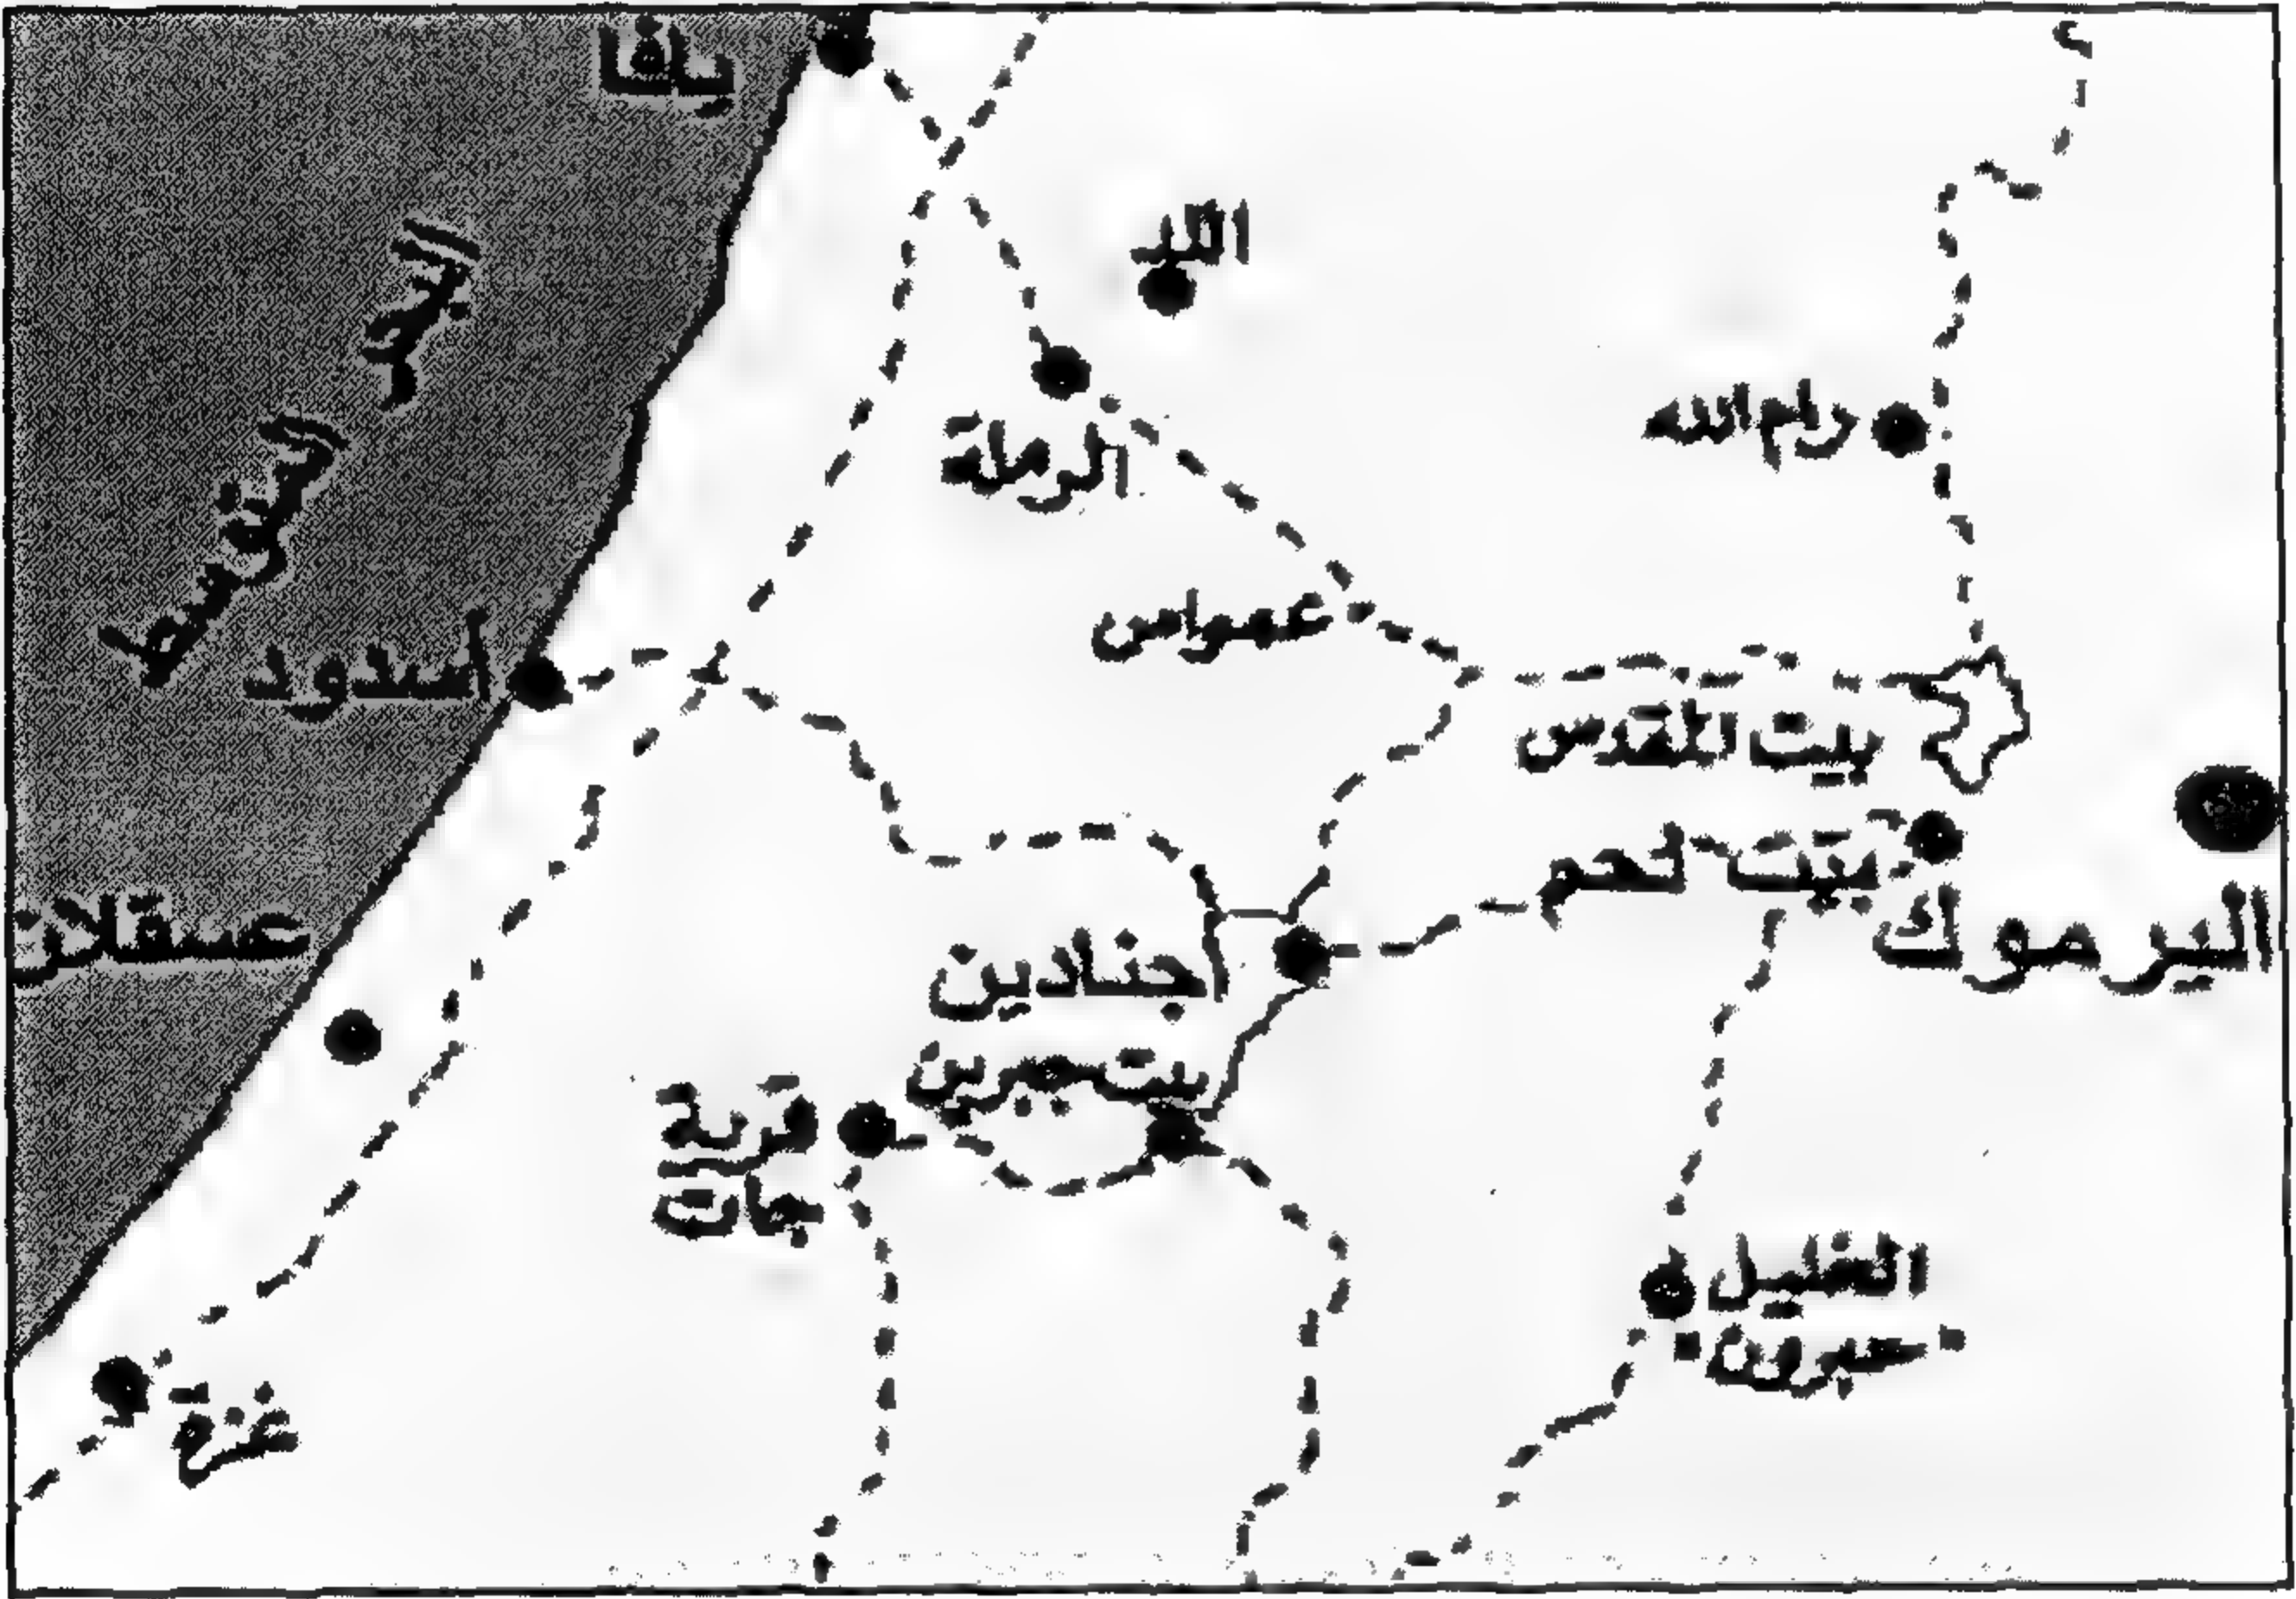 يافا
اللد
البحر المتوسط
رام الله
الرملة
عمواس
أسدود
بيت المقدس
بيت لحم
عسقلان
اليرموك
أجنادين
بيت جبرين
قرية
جات
الخليل
"حبرون"
غزة